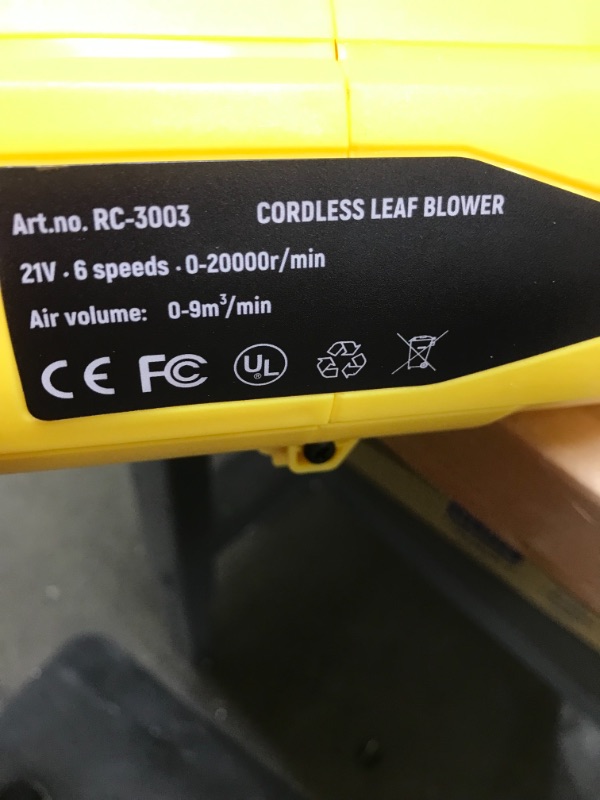 Art.no. RC-3003 CORDLESS LEAF BLOWER
21V · 6 speeds · 0-20000r/min
Air volume: 0-9m³/min
CE FC UL ®